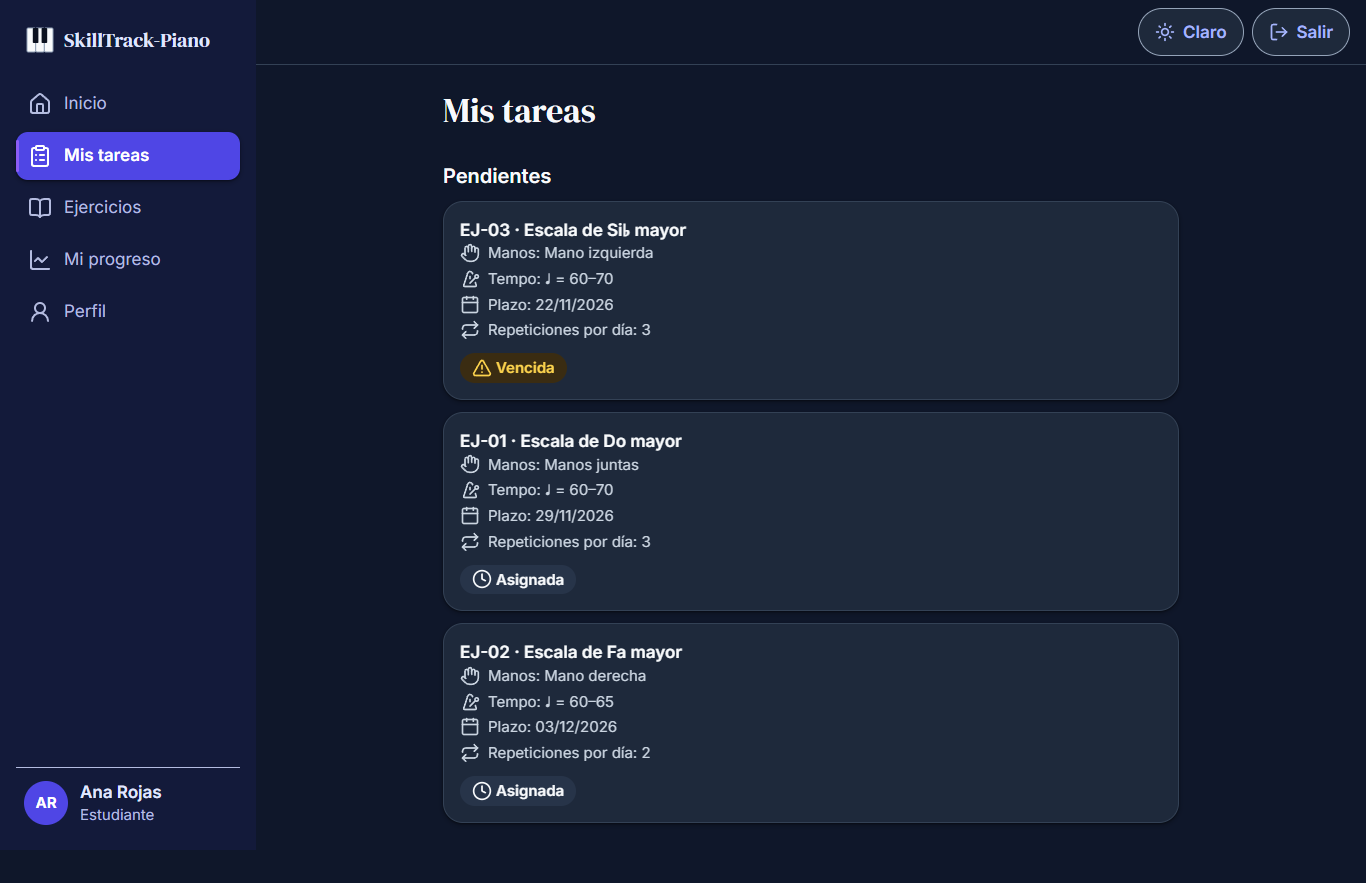 SkillTrack-Piano
Inicio
Mis tareas
Ejercicios
Mi progreso
Perfil
AR
Ana Rojas
Estudiante
Claro
Salir
Mis tareas
Pendientes
EJ-03 · Escala de Si♭ mayor
Manos: Mano izquierda
Tempo: ♩ = 60–70
Plazo: 22/11/2026
Repeticiones por día: 3
Vencida
EJ-01 · Escala de Do mayor
Manos: Manos juntas
Tempo: ♩ = 60–70
Plazo: 29/11/2026
Repeticiones por día: 3
Asignada
EJ-02 · Escala de Fa mayor
Manos: Mano derecha
Tempo: ♩ = 60–65
Plazo: 03/12/2026
Repeticiones por día: 2
Asignada